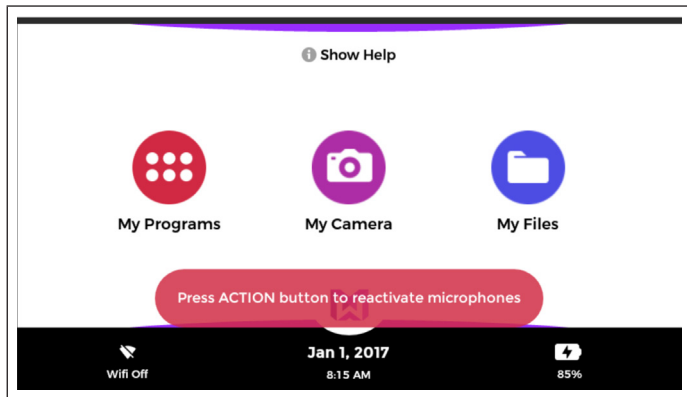 Show Help
My Programs
My Camera
My Files
Press ACTION button to reactivate microphones
Jan 1, 2017
Wifi Off
8:15 AM
85%